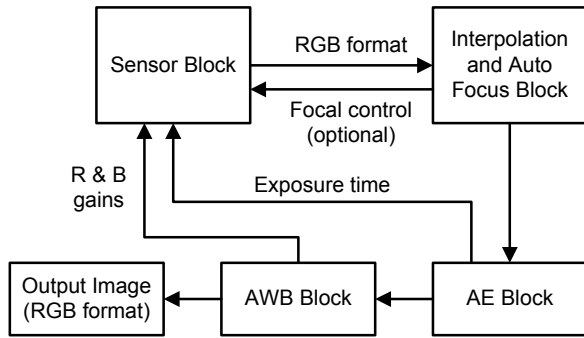 Sensor Block
RGB format
Interpolation
and Auto
Focus Block
Focal control
(optional)
R & B
gains
Exposure time
Output Image
(RGB format)
AWB Block
AE Block